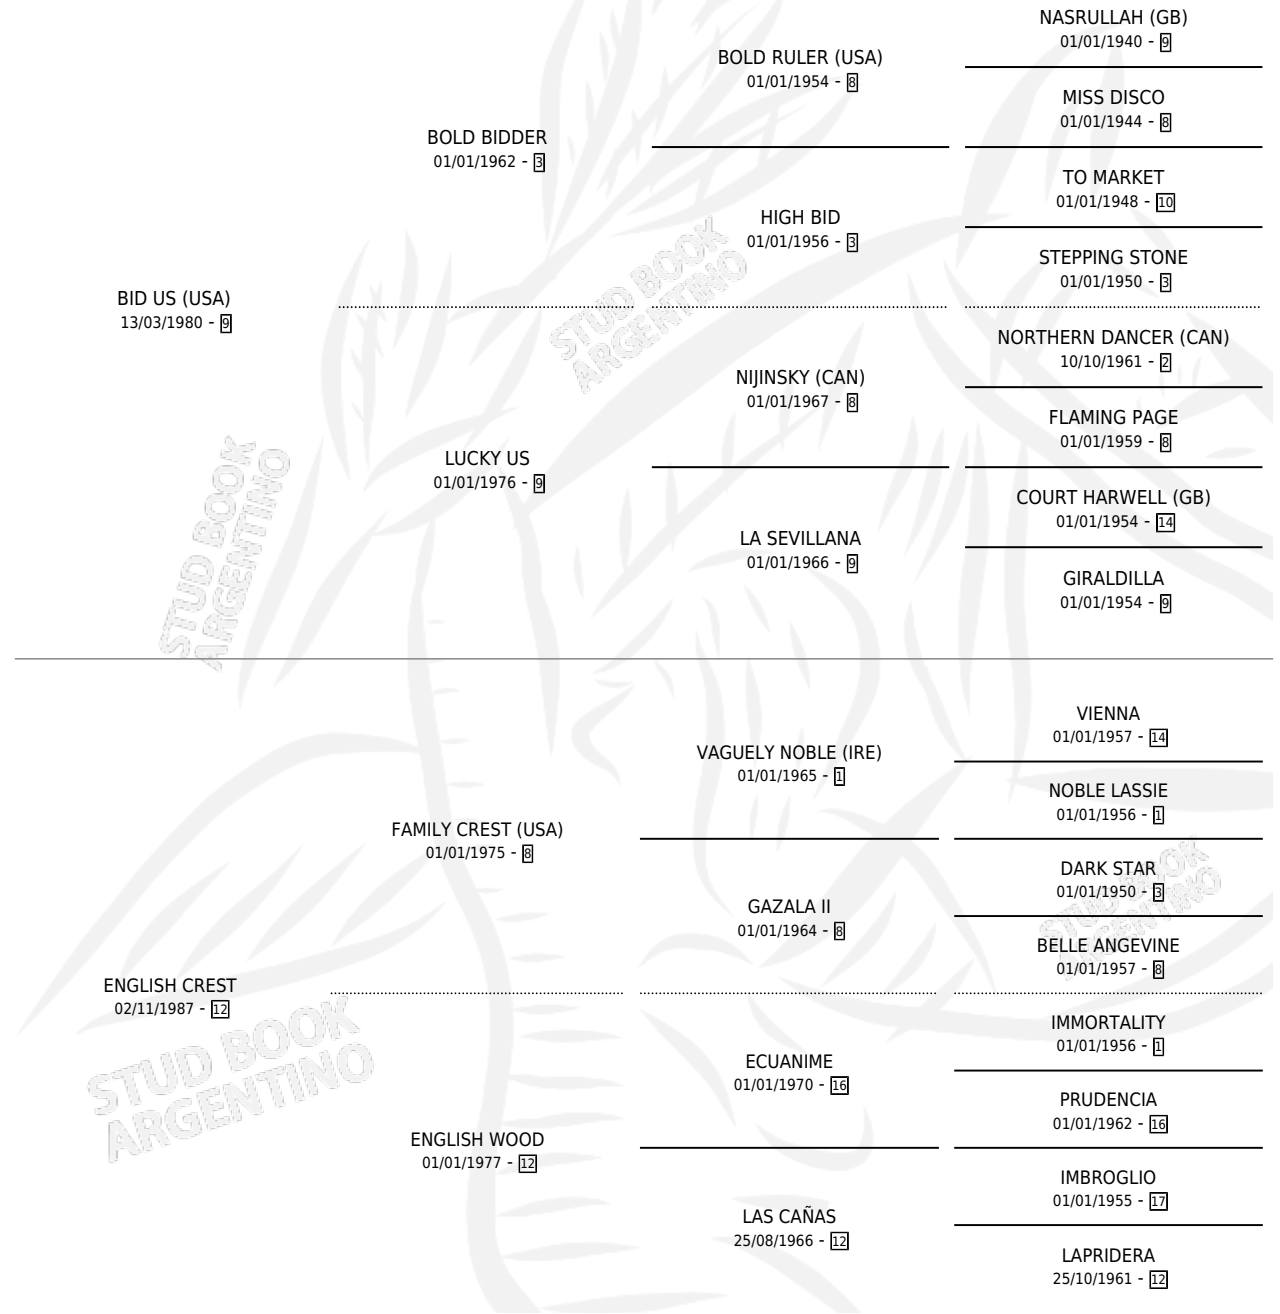 NASRULLAH (GB)
01/01/1940 - 9
BOLD RULER (USA)
01/01/1954 - 8
MISS DISCO
01/01/1944 - 8
BOLD BIDDER
01/01/1962 - 3
TO MARKET
01/01/1948 - 10
HIGH BID
01/01/1956 - 3
STEPPING STONE
01/01/1950 - 3
BID US (USA)
13/03/1980 - 9
NORTHERN DANCER (CAN)
10/10/1961 - 2
NIJINSKY (CAN)
01/01/1967 - 8
FLAMING PAGE
01/01/1959 - 8
LUCKY US
01/01/1976 - 9
COURT HARWELL (GB)
01/01/1954 - 14
LA SEVILLANA
01/01/1966 - 9
GIRALDILLA
01/01/1954 - 9
STUD BOOK
ARGENTINO
STUD BOOK
ARGENTINO
VIENNA
01/01/1957 - 14
VAGUELY NOBLE (IRE)
01/01/1965 - 1
NOBLE LASSIE
01/01/1956 - 1
FAMILY CREST (USA)
01/01/1975 - 8
DARK STAR
01/01/1950 - 3
GAZALA II
01/01/1964 - 8
BELLE ANGEVINE
01/01/1957 - 8
STUD BOOK
ARGENTINO
ENGLISH CREST
02/11/1987 - 12
IMMORTALITY
01/01/1956 - 1
ECUANIME
01/01/1970 - 16
PRUDENCIA
01/01/1962 - 16
ENGLISH WOOD
01/01/1977 - 12
IMBROGLIO
01/01/1955 - 17
LAS CAÑAS
25/08/1966 - 12
LAPRIDERA
25/10/1961 - 12
STUD BOOK
ARGENTINO